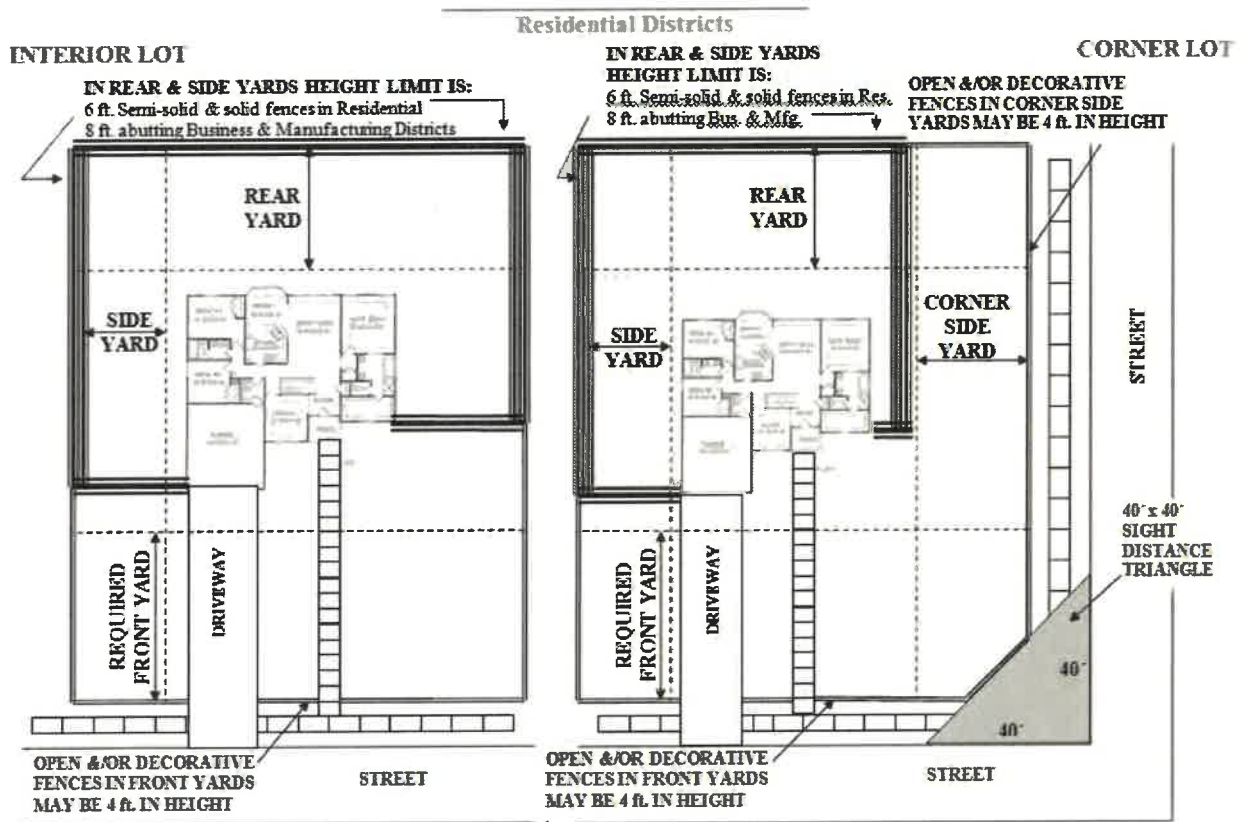 Residential Districts
INTERIOR LOT
IN REAR & SIDE YARDS HEIGHT LIMIT IS:
6 ft. Semi-solid & solid fences in Residential
8 ft. abutting Business & Manufacturing Districts
IN REAR & SIDE YARDS
HEIGHT LIMIT IS:
6 ft. Semi-solid & solid fences in Res.
8 ft. abutting Bus. & Mfg.
CORNER LOT
OPEN &/OR DECORATIVE
FENCES IN CORNER SIDE
YARDS MAY BE 4 ft. IN HEIGHT
REAR
YARD
SIDE
YARD
REQUIRED
FRONT YARD
DRIVEWAY
OPEN &/OR DECORATIVE
FENCES IN FRONT YARDS
MAY BE 4 ft. IN HEIGHT
STREET
REAR
YARD
SIDE
YARD
CORNER
SIDE
YARD
STREET
REQUIRED
FRONT YARD
DRIVEWAY
40' x 40'
SIGHT
DISTANCE
TRIANGLE
40'
40'
OPEN &/OR DECORATIVE
FENCES IN FRONT YARDS
MAY BE 4 ft. IN HEIGHT
STREET